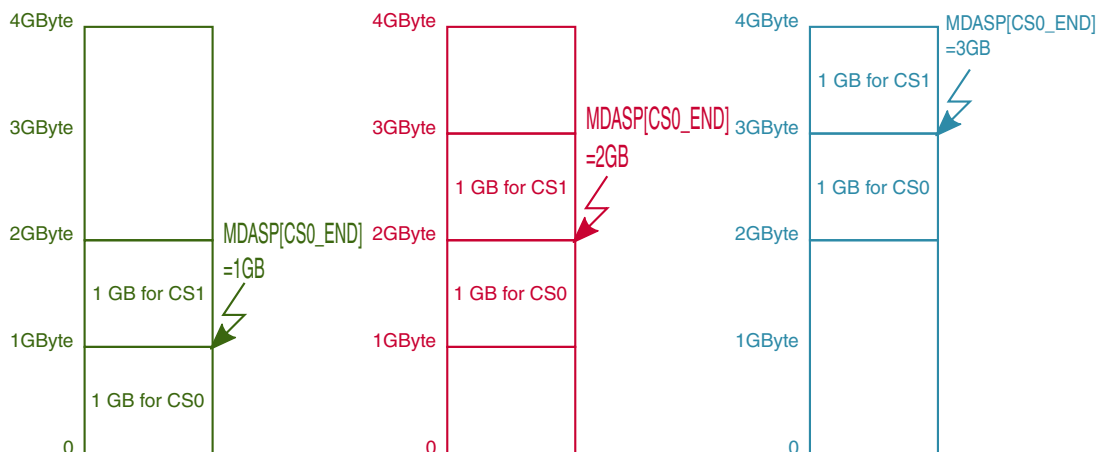 4GByte
3GByte
2GByte
MDASP[CS0_END]
=1GB
1 GB for CS1
1GByte
1 GB for CS0
0
4GByte
3GByte
MDASP[CS0_END]
=2GB
1 GB for CS1
2GByte
1 GB for CS0
1GByte
0
4GByte
MDASP[CS0_END]
=3GB
1 GB for CS1
3GByte
1 GB for CS0
2GByte
1GByte
0